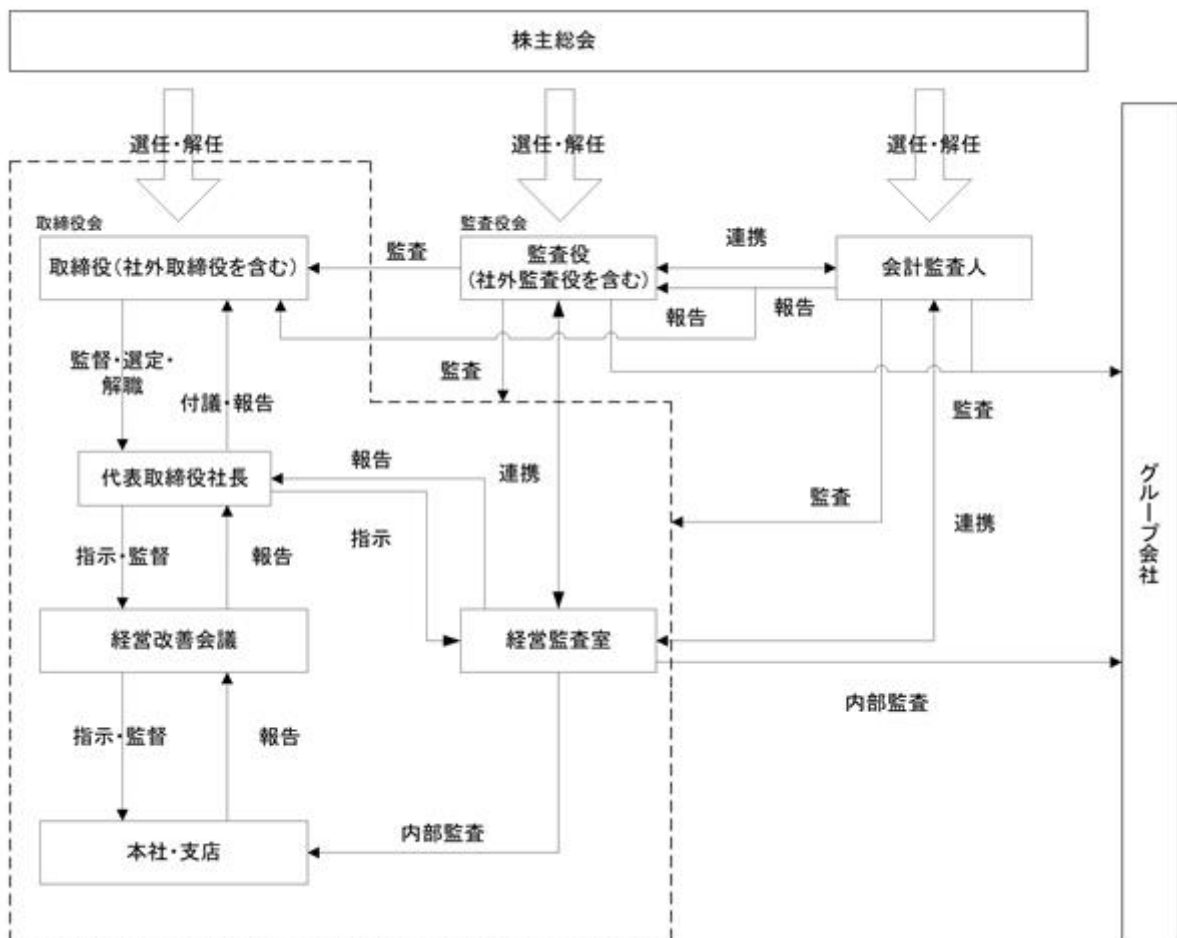 株主総会
選任・解任
選任・解任
選任・解任
取締役会
取締役(社外取締役を含む)
監査
監査役会
監査役
(社外監査役を含む)
連携
会計監査人
報告
報告
監督・選定・
解職
付議・報告
監査
監査
代表取締役社長
報告
連携
指示
監査
連携
グループ会社
指示・監督
報告
経営改善会議
経営監査室
内部監査
指示・監督
報告
内部監査
本社・支店